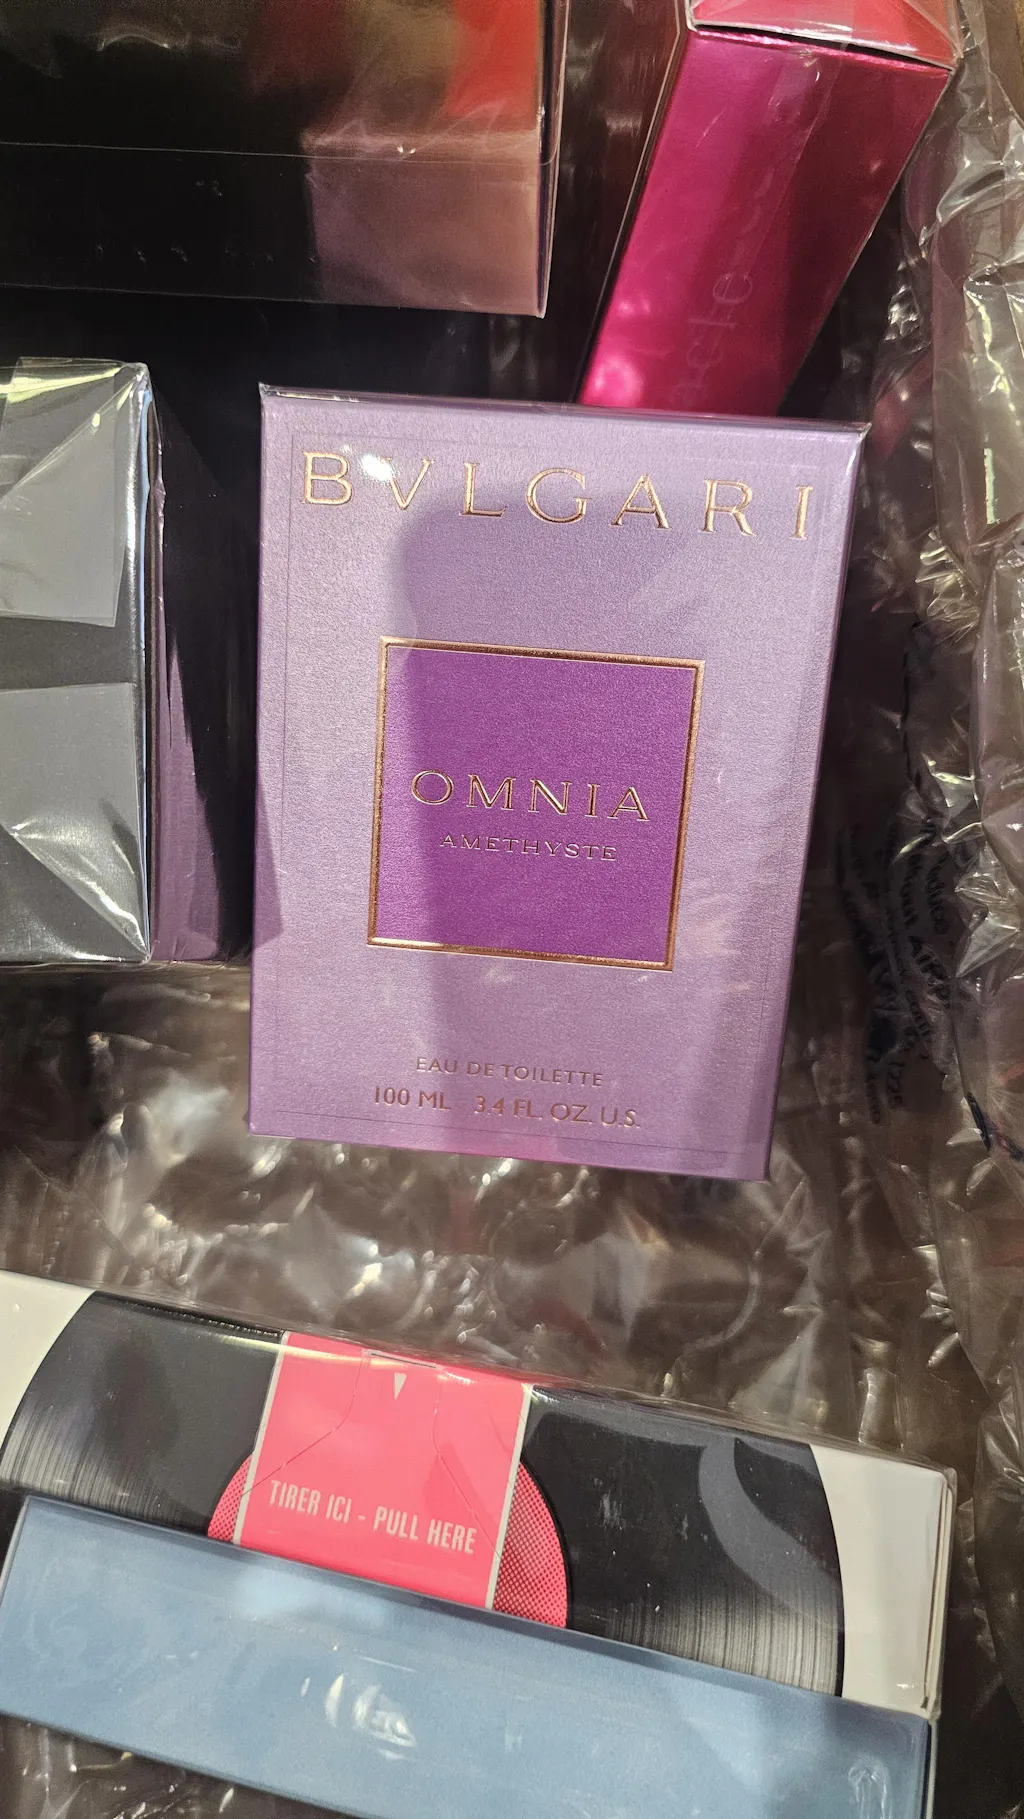 BVLGARI
OMNIA
AMETHYSTE
EAU DE TOILETTE
100 ML 3.4 FL. OZ. U.S.
TIRER ICI - PULL HERE